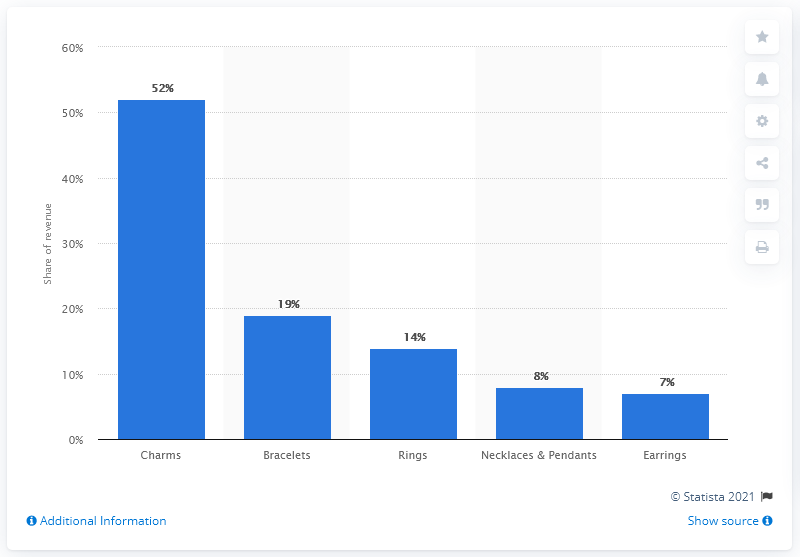 60%
52%
50%
40%
Share of revenue
30%
20%
19%
14%
10%
8%
7%
0%
Charms
Bracelets
Rings
Necklaces & Pendants
Earrings
© Statista 2021
Additional Information
Show source